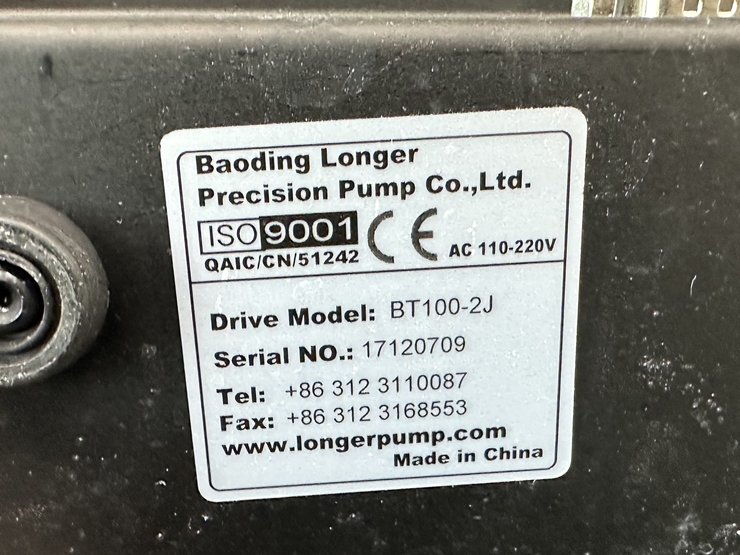 Baoding Longer
Precision Pump Co.,Ltd.
ISO9001 CE AC 110-220V
QAIC/CN/51242
Drive Model: BT100-2J
Serial NO.: 17120709
Tel: +86 312 3110087
Fax: +86 312 3168553
www.longerpump.com
Made in China